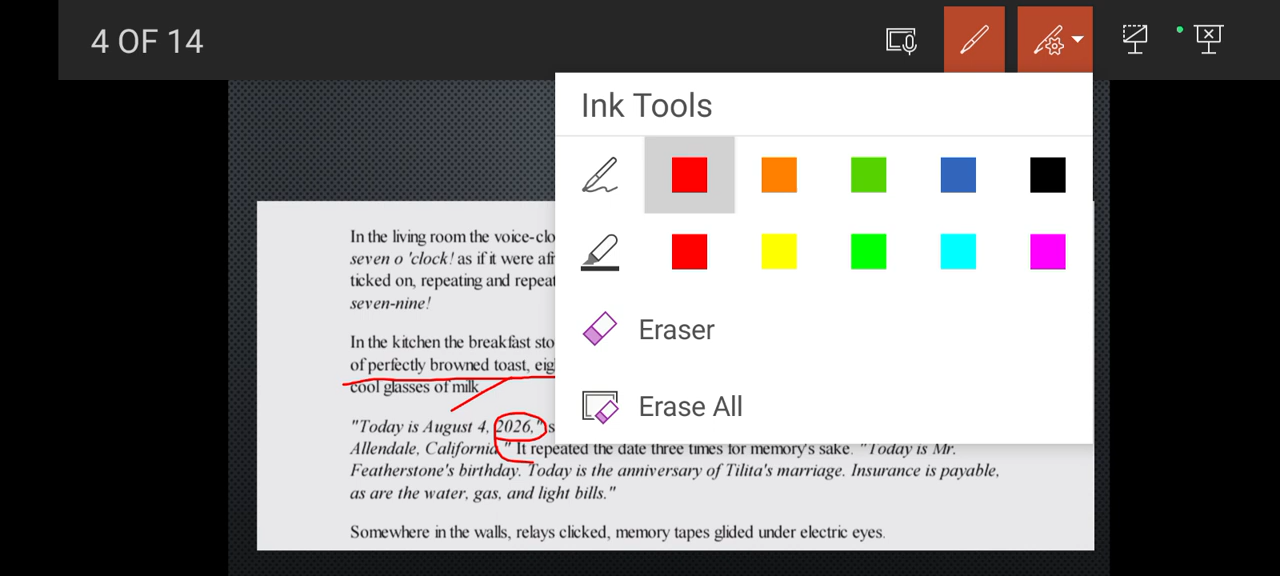 4 OF 14
Ink Tools
Eraser
Erase All
In the living room the voice-clo
seven o 'clock! as if it were afr
ticked on, repeating and repeat
seven-nine!
In the kitchen the breakfast sto
of perfectly browned toast, eig
cool glasses of milk
"Today is August 4, 2026," s
Allendale, California." It repeated the date three times for memory's sake. "Today is Mr.
Featherstone's birthday. Today is the anniversary of Tilita's marriage. Insurance is payable,
as are the water, gas, and light bills."
Somewhere in the walls, relays clicked, memory tapes glided under electric eyes.